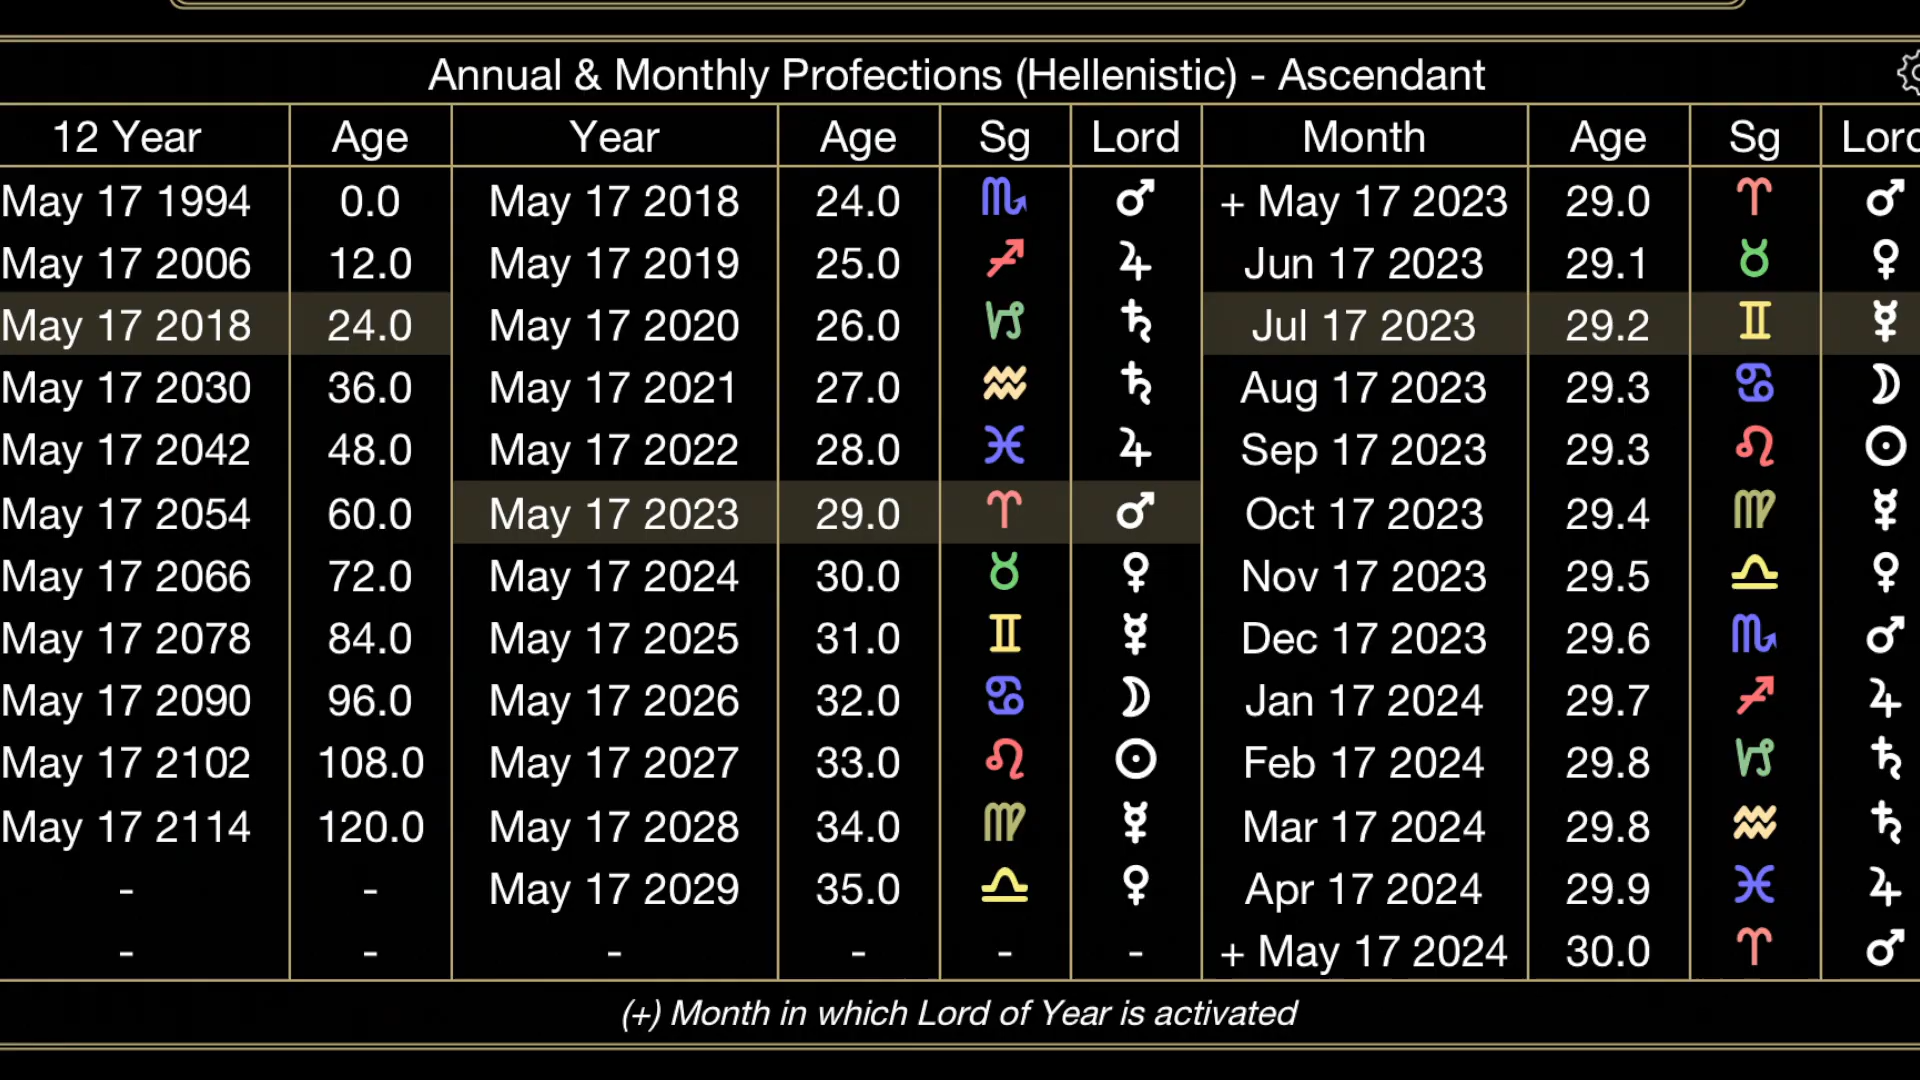 Annual & Monthly Profections (Hellenistic) - Ascendant
12 Year Age Year Age Sg Lord Month Age Sg Lord
May 17 1994 0.0 May 17 2018 24.0 ♏ ♂ + May 17 2023 29.0 ♈ ♂
May 17 2006 12.0 May 17 2019 25.0 ♐ ♃ Jun 17 2023 29.1 ♉ ♀
May 17 2018 24.0 May 17 2020 26.0 ♑ ♄ Jul 17 2023 29.2 ♊ ☿
May 17 2030 36.0 May 17 2021 27.0 ♒ ♄ Aug 17 2023 29.3 ♋ ☽
May 17 2042 48.0 May 17 2022 28.0 ♓ ♃ Sep 17 2023 29.3 ♌ ☉
May 17 2054 60.0 May 17 2023 29.0 ♈ ♂ Oct 17 2023 29.4 ♍ ☿
May 17 2066 72.0 May 17 2024 30.0 ♉ ♀ Nov 17 2023 29.5 ♎ ♀
May 17 2078 84.0 May 17 2025 31.0 ♊ ☿ Dec 17 2023 29.6 ♏ ♂
May 17 2090 96.0 May 17 2026 32.0 ♋ ☽ Jan 17 2024 29.7 ♐ ♃
May 17 2102 108.0 May 17 2027 33.0 ♌ ☉ Feb 17 2024 29.8 ♑ ♄
May 17 2114 120.0 May 17 2028 34.0 ♍ ☿ Mar 17 2024 29.8 ♒ ♄
- - May 17 2029 35.0 ♎ ♀ Apr 17 2024 29.9 ♓ ♃
- - - - - - + May 17 2024 30.0 ♈ ♂
(+) Month in which Lord of Year is activated